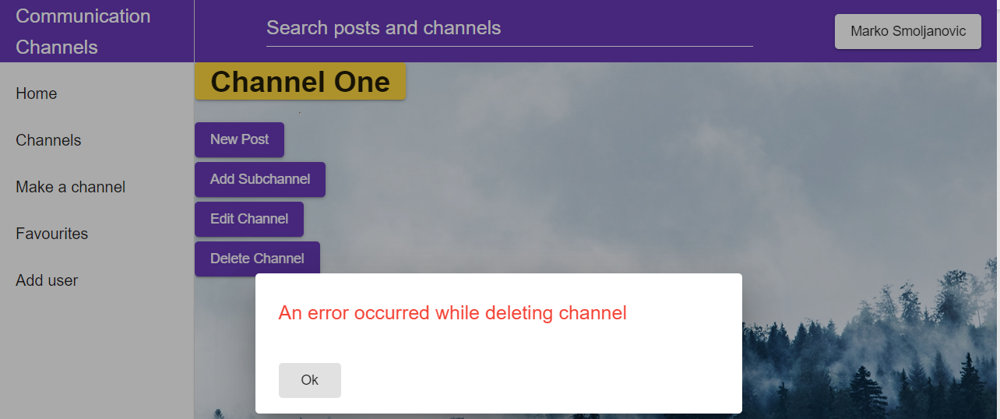 Communication
Channels
Search posts and channels
Marko Smoljanovic
Home
Channels
Make a channel
Favourites
Add user
Channel One
New Post
Add Subchannel
Edit Channel
Delete Channel
An error occurred while deleting channel
Ok